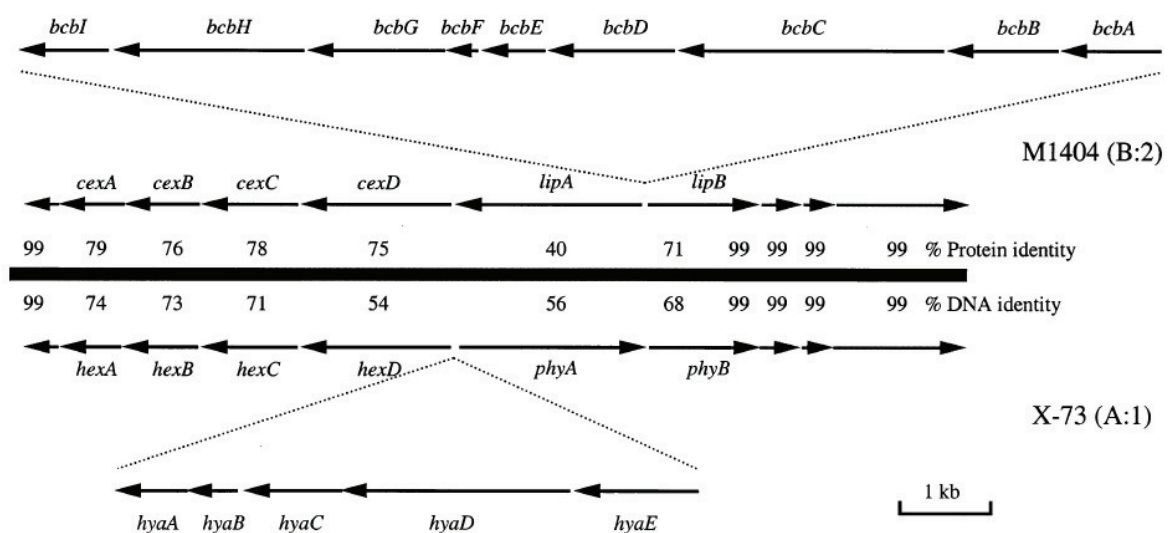 bcbI bcbH bcbG bcbF bcbE bcbD bcbC bcbB bcbA
M1404 (B:2)
cexA cexB cexC cexD lipA lipB
99 79 76 78 75 40 71 99 99 99 99 % Protein identity
99 74 73 71 54 56 68 99 99 99 99 % DNA identity
hexA hexB hexC hexD phyA phyB
X-73 (A:1)
1 kb
hyaA hyaB hyaC hyaD hyaE